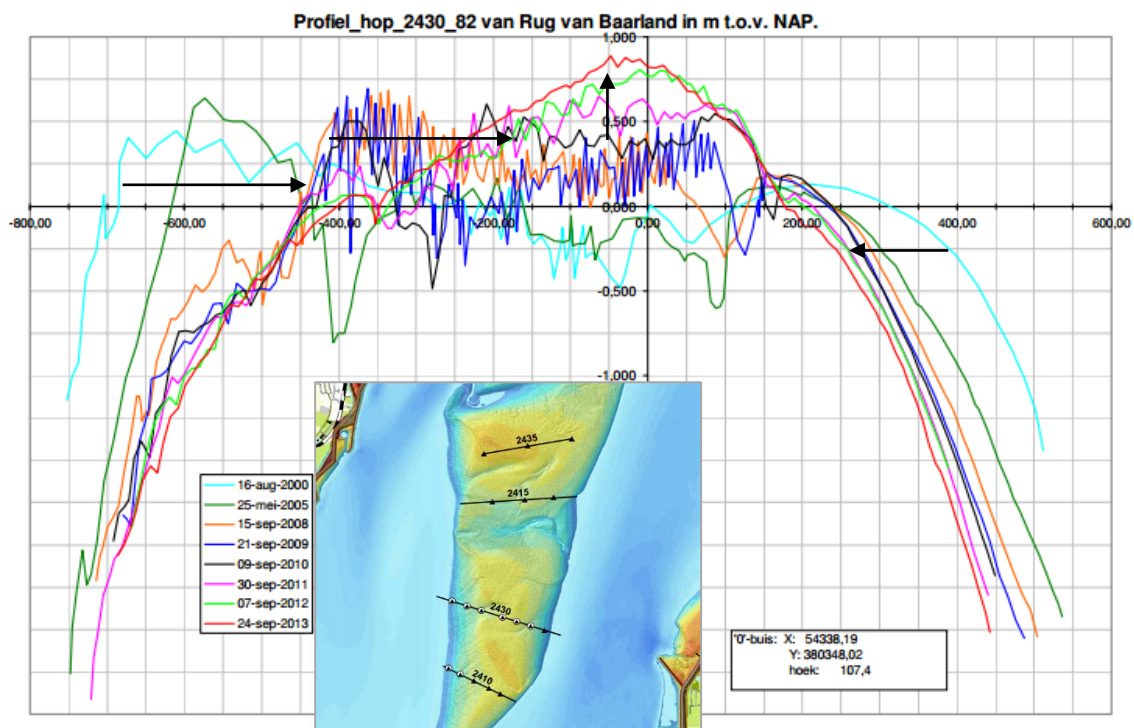 Profiel_hop_2430_82 van Rug van Baarland in m t.o.v. NAP.
1,000
0,500
0,000
-800,00 -600,00 -400,00 -200,00 0,00 200,00 400,00 600,00
-0,500
-1,000
2435
2415
2430
2410
16-aug-2000
25-mei-2005
15-sep-2008
21-sep-2009
09-sep-2010
30-sep-2011
07-sep-2012
24-sep-2013
'0'-buis: X: 54338,19
Y: 380348,02
hoek: 107,4